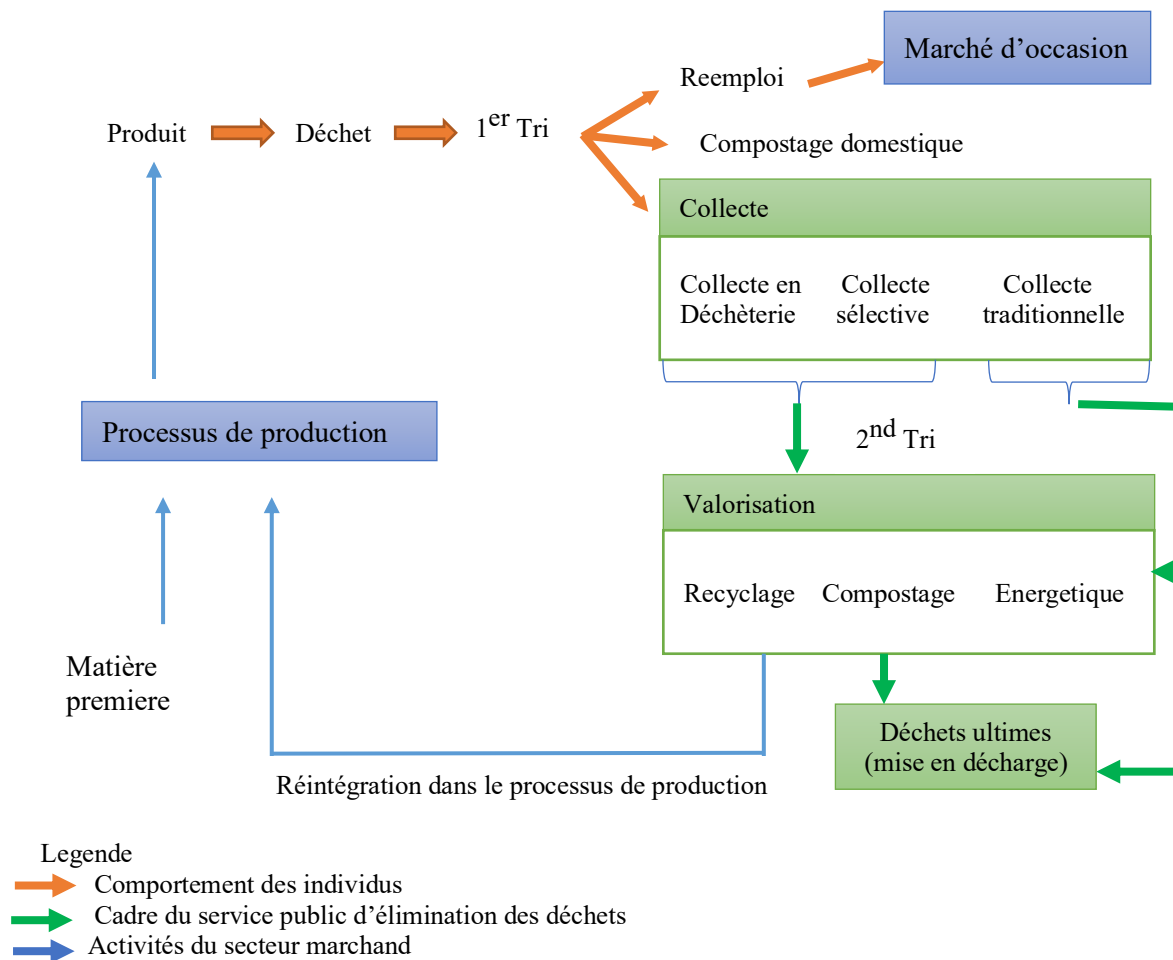 Marché d’occasion
Reemploi
Produit
Déchet
1er Tri
Compostage domestique
Collecte
Collecte en
Déchèterie
Collecte
sélective
Collecte
traditionnelle
Processus de production
2nd Tri
Valorisation
Recyclage
Compostage
Energetique
Matière
premiere
Déchets ultimes
(mise en décharge)
Réintégration dans le processus de production
Legende
Comportement des individus
Cadre du service public d’élimination des déchets
Activités du secteur marchand